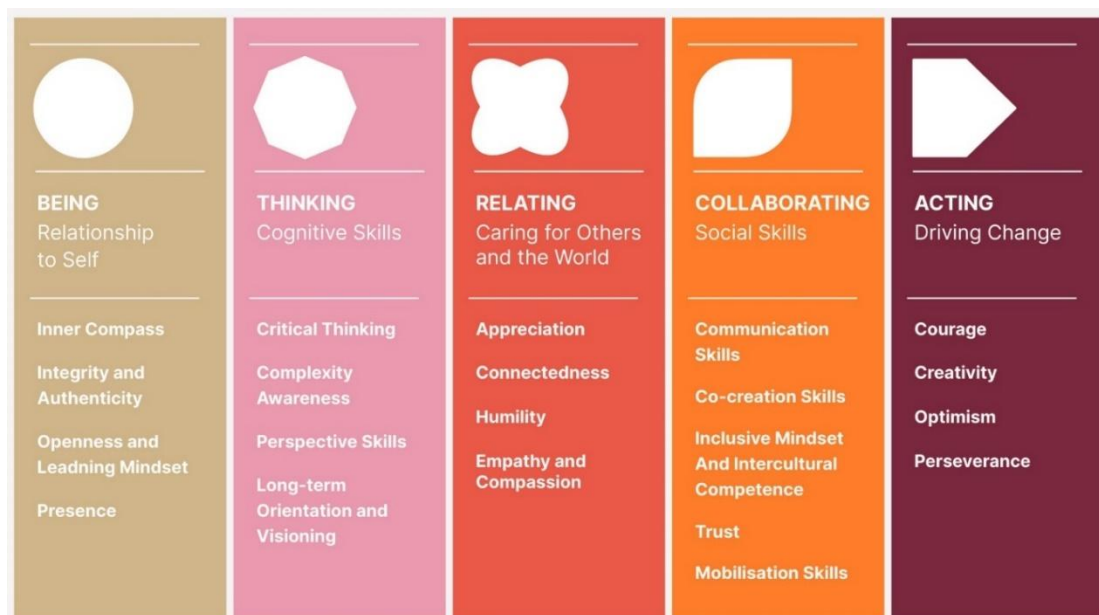 BEING
Relationship
to Self
Inner Compass
Integrity and
Authenticity
Openness and
Leadning Mindset
Presence
THINKING
Cognitive Skills
Critical Thinking
Complexity
Awareness
Perspective Skills
Long-term
Orientation and
Visioning
RELATING
Caring for Others
and the World
Appreciation
Connectedness
Humility
Empathy and
Compassion
COLLABORATING
Social Skills
Communication
Skills
Co-creation Skills
Inclusive Mindset
And Intercultural
Competence
Trust
Mobilisation Skills
ACTING
Driving Change
Courage
Creativity
Optimism
Perseverance